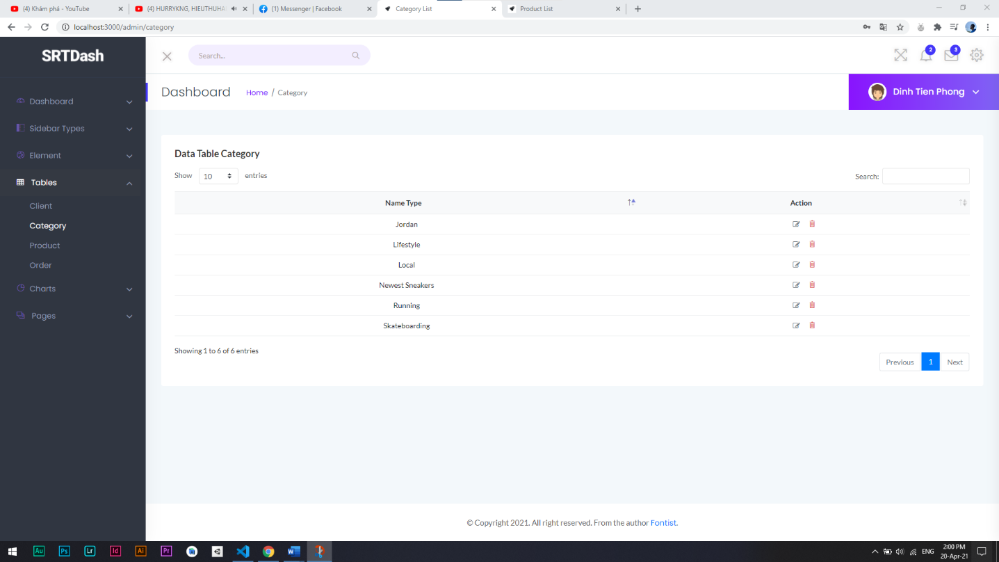 (4) Khám phá - YouTube
(4) HURRYKNG, HIEUTHUHA
(1) Messenger | Facebook
Category List
Product List
localhost:3000/admin/category
SRTDash
Search...
2
3
Dashboard
Home / Category
Dinh Tien Phong
Dashboard
Sidebar Types
Element
Tables
Client
Category
Product
Order
Charts
Pages
Data Table Category
Show 10 entries
Search:
Name Type Action
Jordan
Lifestyle
Local
Newest Sneakers
Running
Skateboarding
Showing 1 to 6 of 6 entries
Previous 1 Next
© Copyright 2021. All right reserved. From the author Fontist.
Au Ps Lr Id Ai Pr
ENG
2:00 PM
20-Apr-21